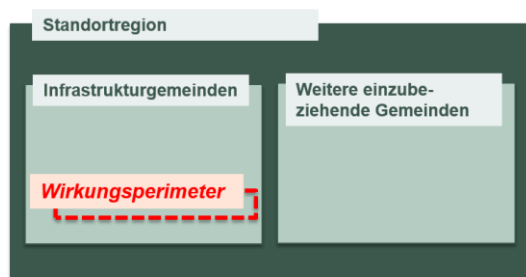 Standortregion
Infrastrukturgemeinden
Weitere einzube-
ziehende Gemeinden
Wirkungsperimeter